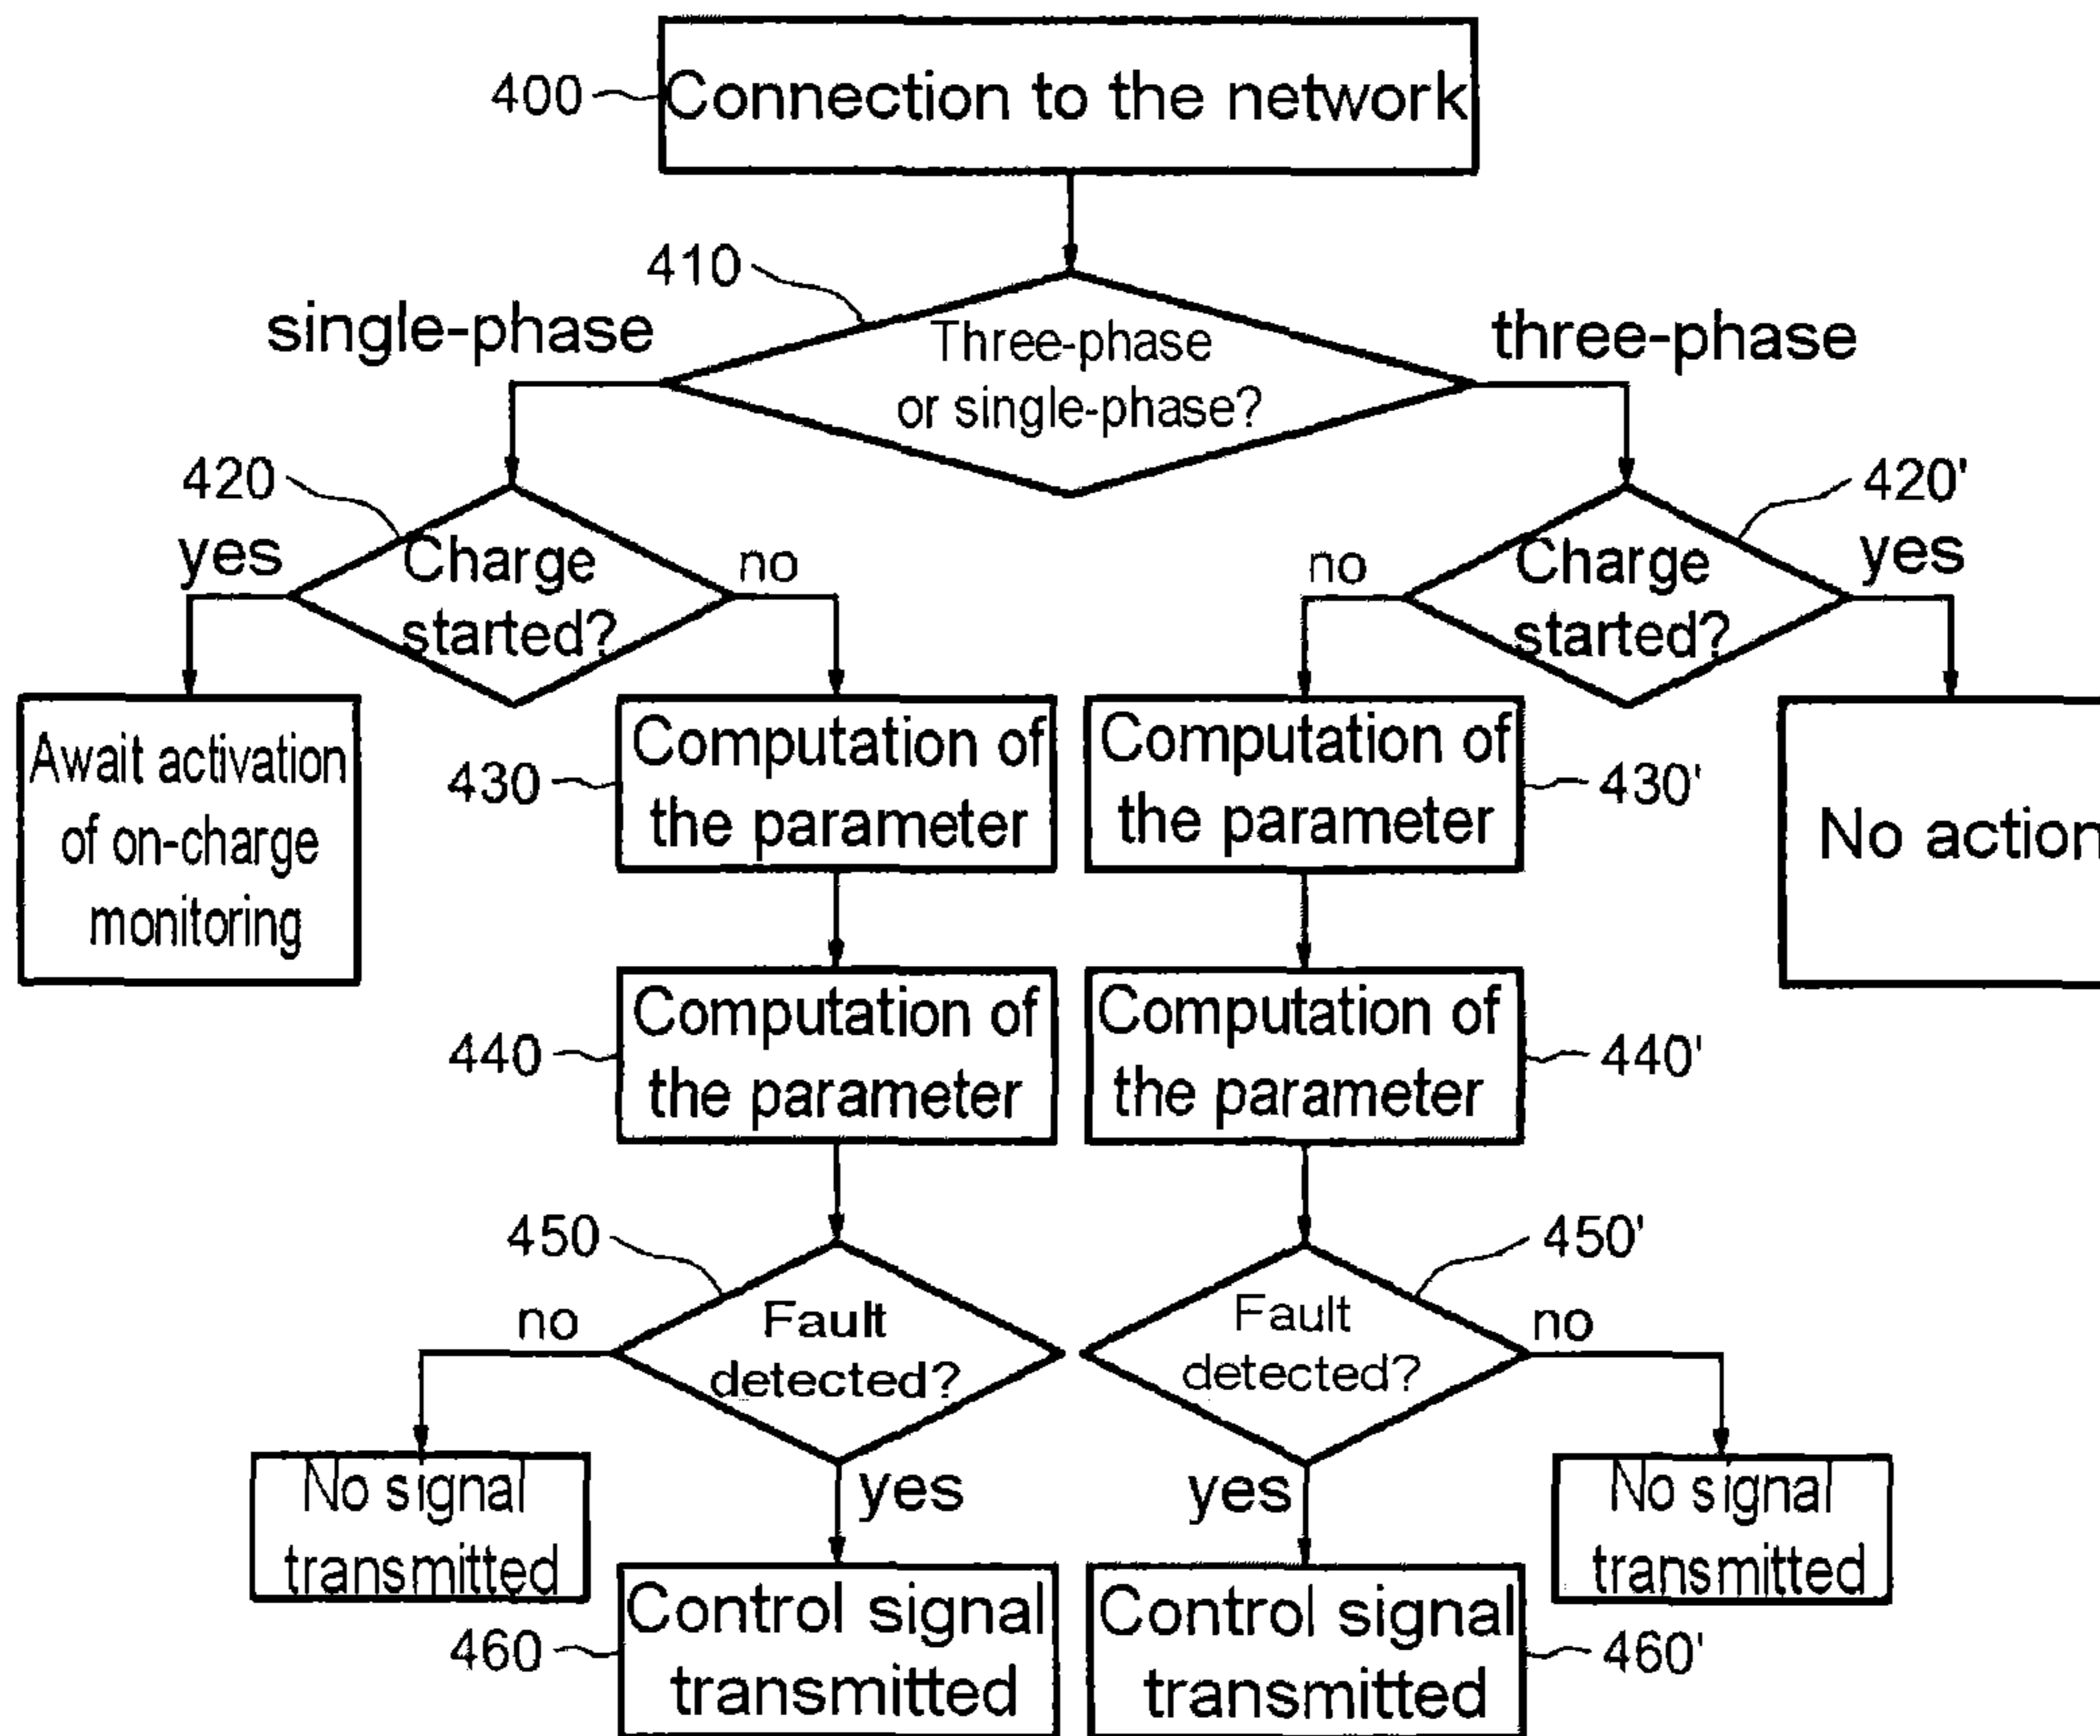 400
Connection to the network
410
single-phase
Three-phase
or single-phase?
three-phase
420
yes
Charge
started?
no
no
Charge
started?
420'
yes
Await activation
of on-charge
monitoring
430
Computation of
the parameter
Computation of
the parameter
430'
No action
440
Computation of
the parameter
Computation of
the parameter
440'
450
no
Fault
detected?
Fault
detected?
450'
no
No signal
transmitted
yes
yes
No signal
transmitted
460
Control signal
transmitted
Control signal
transmitted
460'